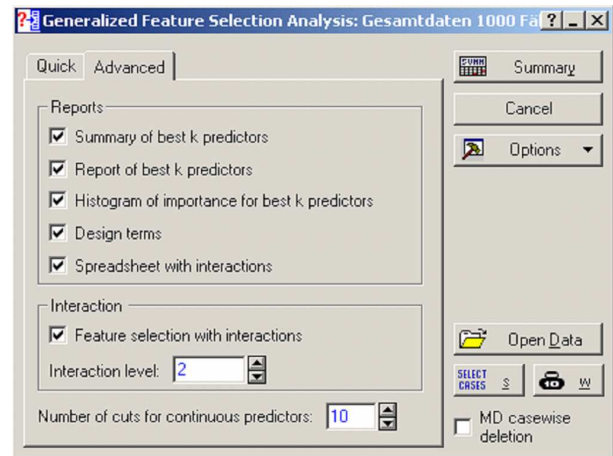 Generalized Feature Selection Analysis: Gesamtdaten 1000 Fä
Quick Advanced
Reports
Summary of best k predictors
Report of best k predictors
Histogram of importance for best k predictors
Design terms
Spreadsheet with interactions
Interaction
Feature selection with interactions
Interaction level: 2
Number of cuts for continuous predictors: 10
Summary
Cancel
Options
Open Data
SELECT CASES S W
MD casewise
deletion